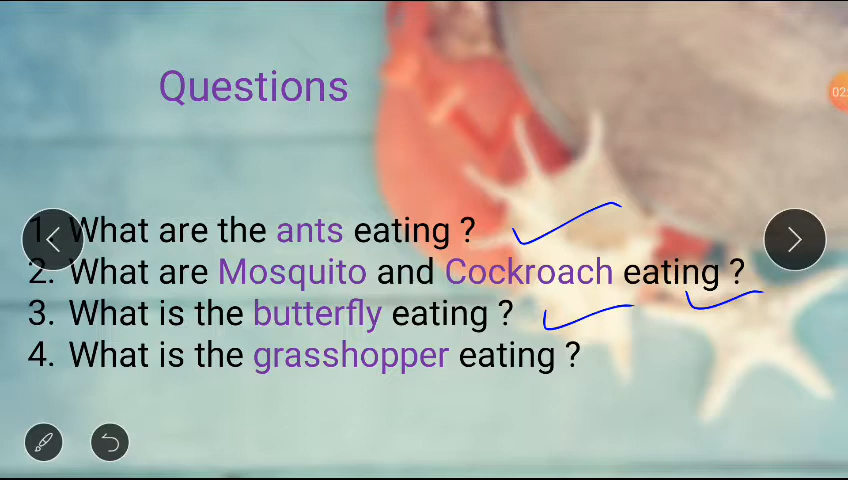 Questions
1. What are the ants eating ?
2. What are Mosquito and Cockroach eating ?
3. What is the butterfly eating ?
4. What is the grasshopper eating ?